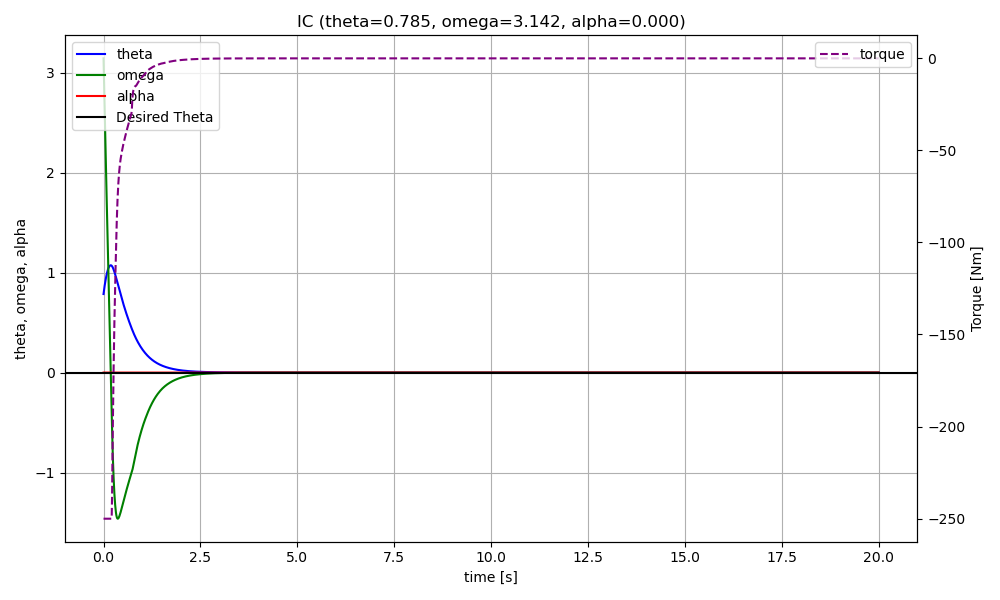 IC (theta=0.785, omega=3.142, alpha=0.000)
theta
omega
alpha
Desired Theta
torque
3
2
1
0
−1
theta, omega, alpha
0
−50
−100
−150
−200
−250
Torque [Nm]
0.0 2.5 5.0 7.5 10.0 12.5 15.0 17.5 20.0
time [s]